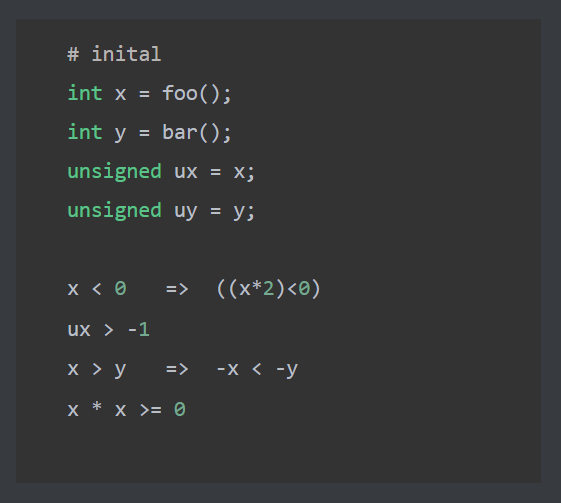 # inital
int x = foo();
int y = bar();
unsigned ux = x;
unsigned uy = y;
x < 0   =>  ((x*2)<0)
ux > -1
x > y   =>  -x < -y
x * x >= 0